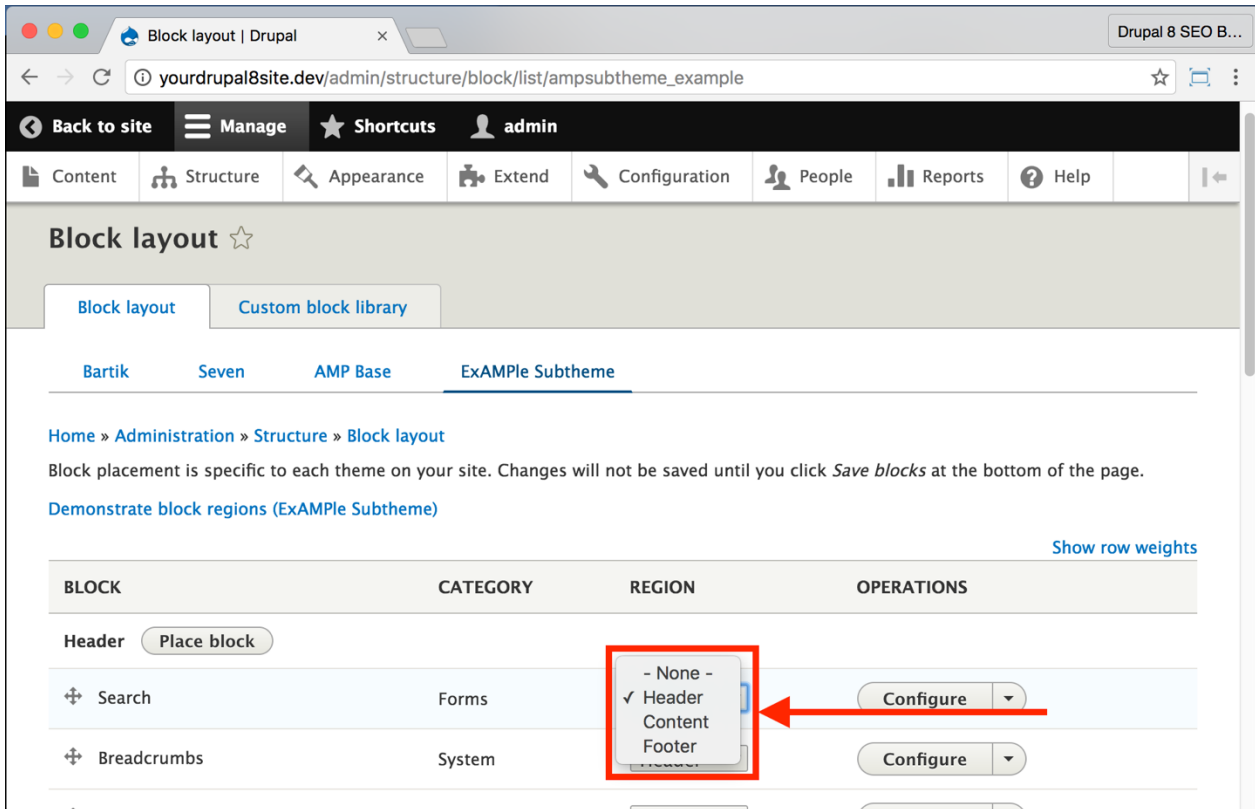 Block layout | Drupal
Drupal 8 SEO B...
yourdrupal8site.dev/admin/structure/block/list/ampsubtheme_example
Back to site Manage Shortcuts admin
Content Structure Appearance Extend Configuration People Reports Help
Block layout
Block layout Custom block library
Bartik Seven AMP Base ExAMPle Subtheme
Home » Administration » Structure » Block layout
Block placement is specific to each theme on your site. Changes will not be saved until you click Save blocks at the bottom of the page.
Demonstrate block regions (ExAMPle Subtheme)
Show row weights
BLOCK CATEGORY REGION OPERATIONS
Header Place block
- None -
Search Forms ✓ Header Configure
Content
Footer
Breadcrumbs System Header Configure